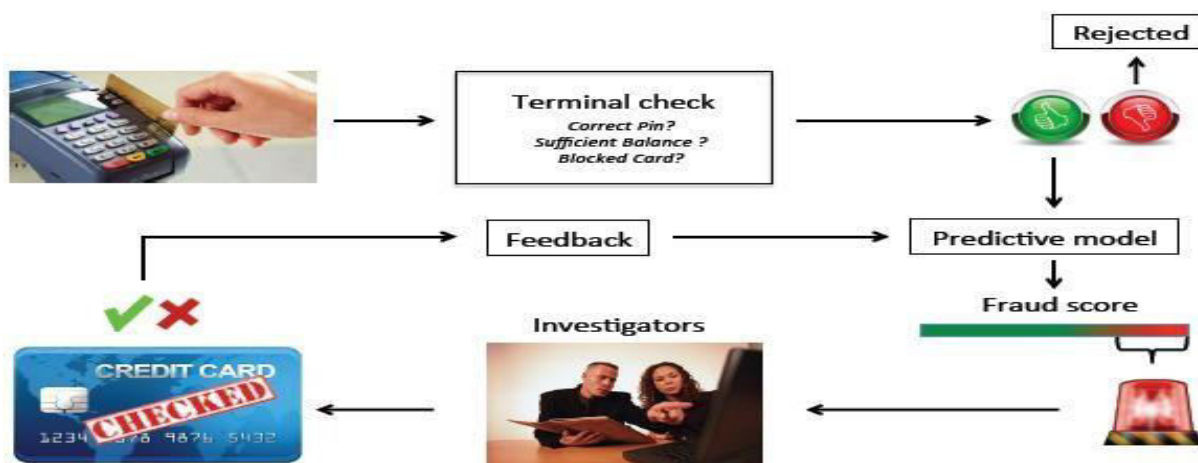 Rejected
Terminal check
Correct Pin?
Sufficient Balance ?
Blocked Card?
Feedback
Predictive model
Fraud score
Investigators
CREDIT CARD
CHECKED
1234 5678 9876 5432